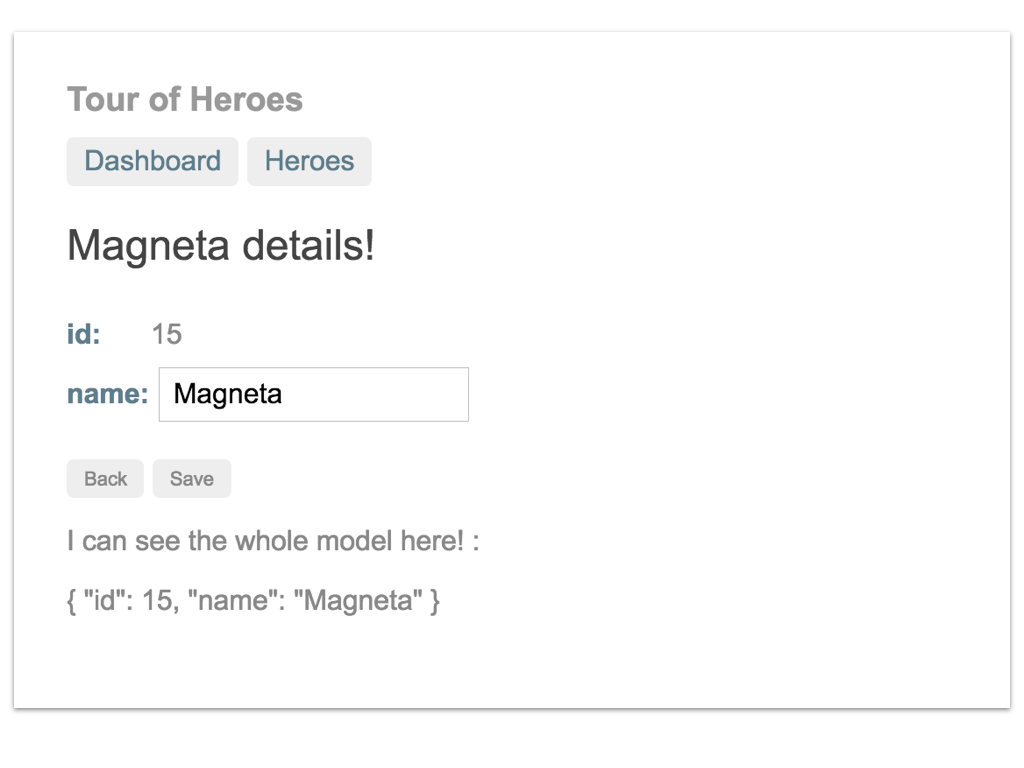 Tour of Heroes
Dashboard Heroes
Magneta details!
id: 15
name: Magneta
Back Save
I can see the whole model here! :
{ "id": 15, "name": "Magneta" }